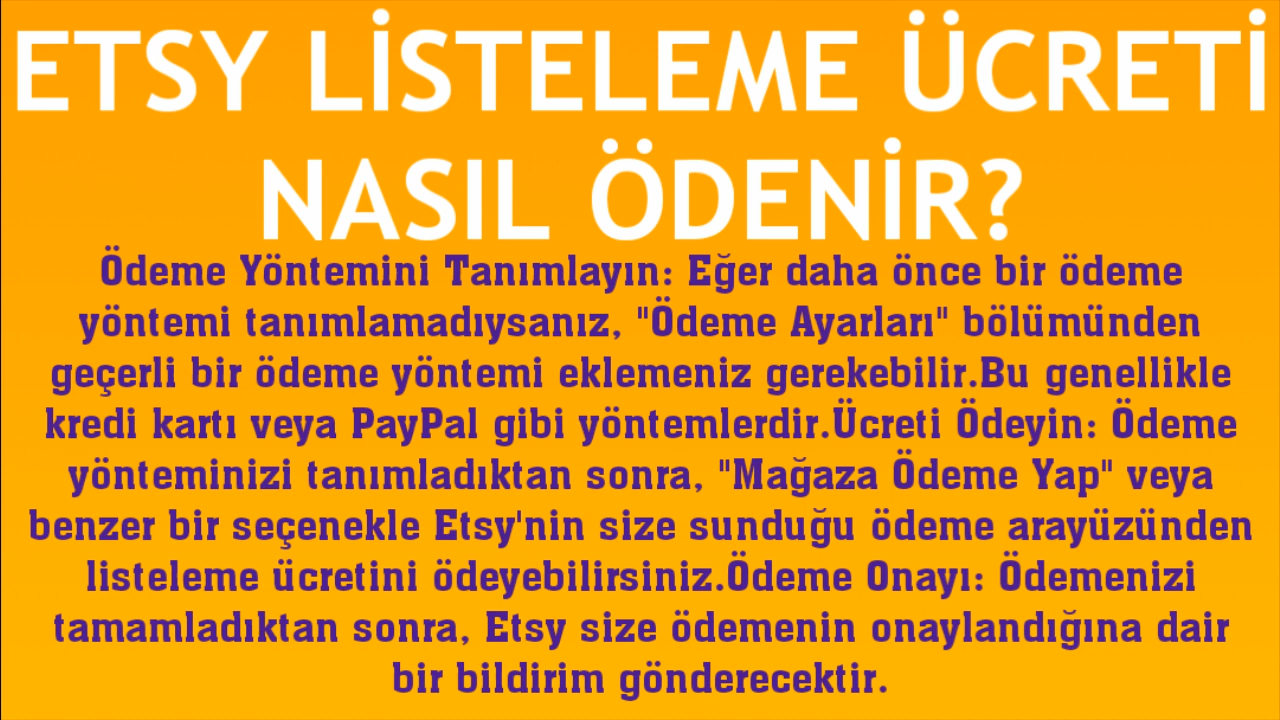 ETSY LİSTELEME ÜCRETİ
NASIL ÖDENİR?
Ödeme Yöntemini Tanımlayın: Eğer daha önce bir ödeme
yöntemi tanımlamadıysanız, "Ödeme Ayarları" bölümünden
geçerli bir ödeme yöntemi eklemeniz gerekebilir.Bu genellikle
kredi kartı veya PayPal gibi yöntemlerdir.Ücreti Ödeyin: Ödeme
yönteminizi tanımladıktan sonra, "Mağaza Ödeme Yap" veya
benzer bir seçenekle Etsy'nin size sunduğu ödeme arayüzünden
listeleme ücretini ödeyebilirsiniz.Ödeme Onayı: Ödemenizi
tamamladıktan sonra, Etsy size ödemenin onaylandığına dair
bir bildirim gönderecektir.